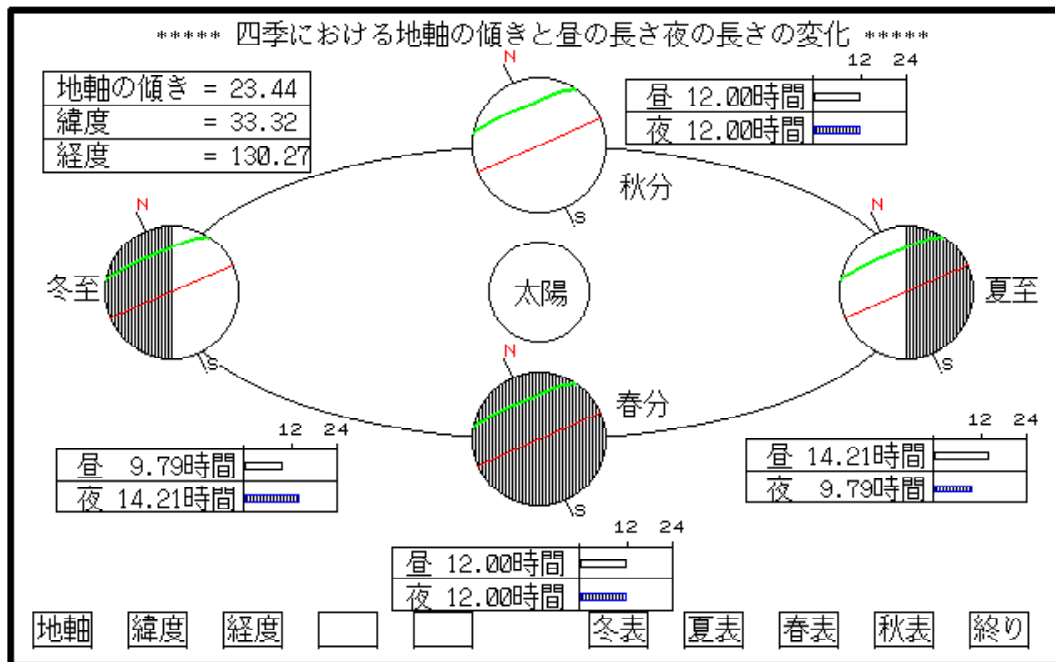 ***** 四季における地軸の傾きと昼の長さ夜の長さの変化 *****
地軸の傾き = 23.44
緯度 = 33.32
経度 = 130.27
N
S
秋分
12 24
昼 12.00時間
夜 12.00時間
N
S
冬至
太陽
N
S
夏至
N
S
春分
12 24
昼 9.79時間
夜 14.21時間
12 24
昼 14.21時間
夜 9.79時間
12 24
昼 12.00時間
夜 12.00時間
地軸 緯度 経度 冬表 夏表 春表 秋表 終り